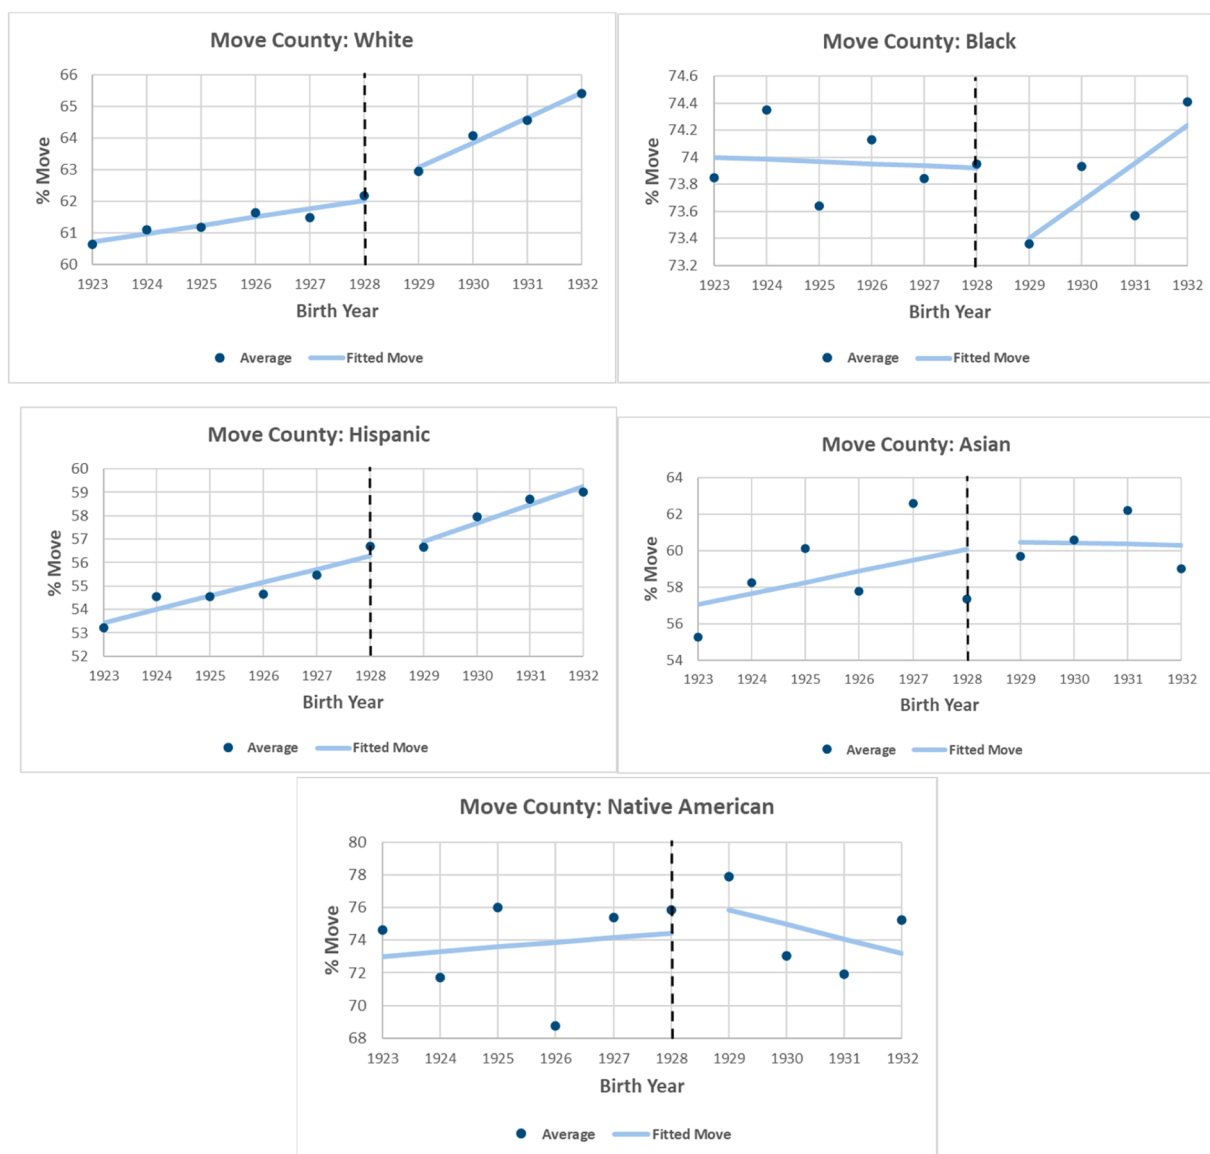 Move County: White
66
65
64
63
62
61
60
% Move
1923 1924 1925 1926 1927 1928 1929 1930 1931 1932
Birth Year
Average Fitted Move
Move County: Black
74.6
74.4
74.2
74
73.8
73.6
73.4
73.2
% Move
1923 1924 1925 1926 1927 1928 1929 1930 1931 1932
Birth Year
Average Fitted Move
Move County: Hispanic
60
59
58
57
56
55
54
53
52
% Move
1923 1924 1925 1926 1927 1928 1929 1930 1931 1932
Birth Year
Average Fitted Move
Move County: Asian
64
62
60
58
56
54
% Move
1923 1924 1925 1926 1927 1928 1929 1930 1931 1932
Birth Year
Average Fitted Move
Move County: Native American
80
78
76
74
72
70
68
% Move
1923 1924 1925 1926 1927 1928 1929 1930 1931 1932
Birth Year
Average Fitted Move